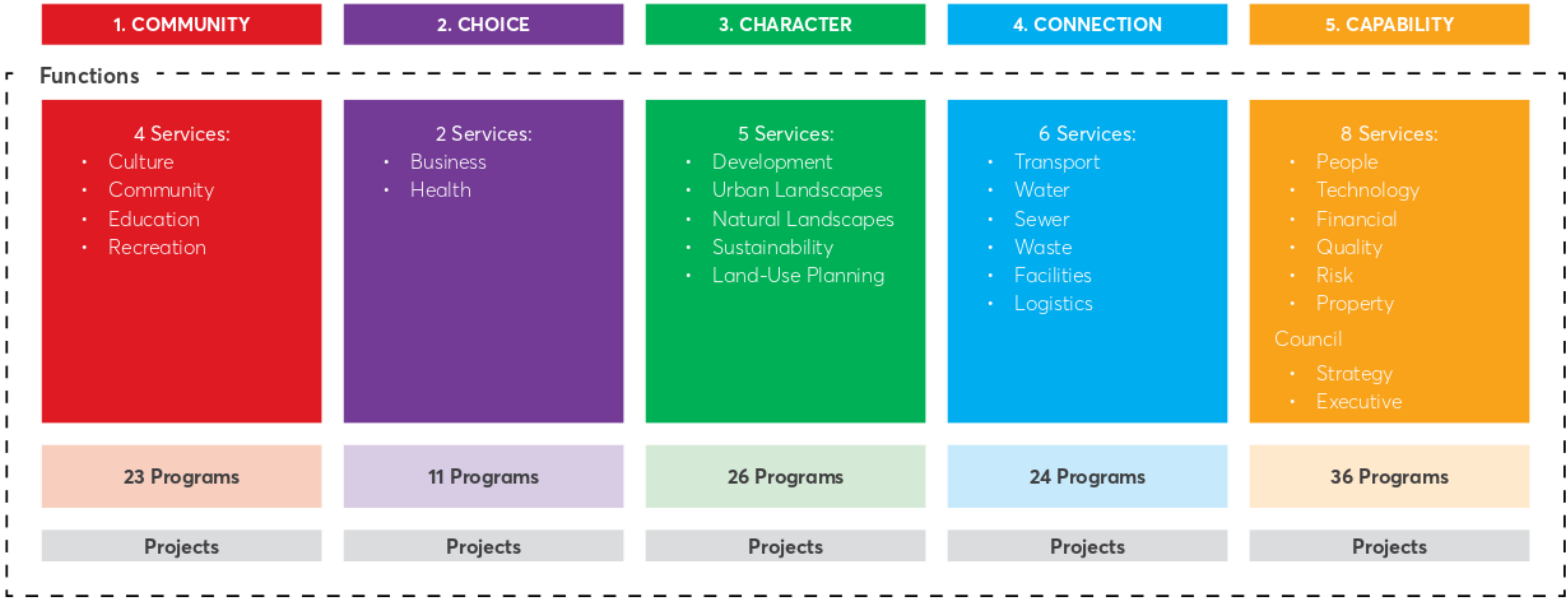 1. COMMUNITY
2. CHOICE
3. CHARACTER
4. CONNECTION
5. CAPABILITY
Functions
4 Services:
• Culture
• Community
• Education
• Recreation
2 Services:
• Business
• Health
5 Services:
• Development
• Urban Landscapes
• Natural Landscapes
• Sustainability
• Land-Use Planning
6 Services:
• Transport
• Water
• Sewer
• Waste
• Facilities
• Logistics
8 Services:
• People
• Technology
• Financial
• Quality
• Risk
• Property
Council
• Strategy
• Executive
23 Programs
11 Programs
26 Programs
24 Programs
36 Programs
Projects
Projects
Projects
Projects
Projects